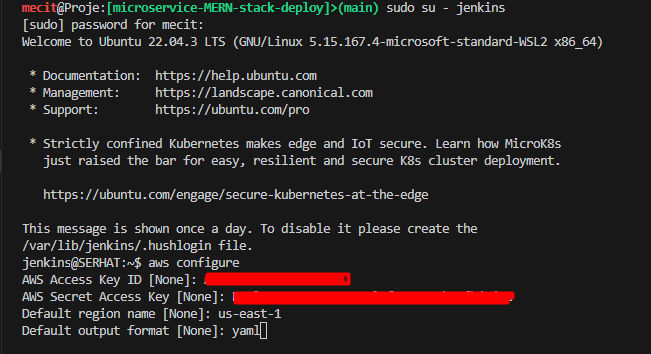 mecit@Proje:[microservice-MERN-stack-deploy]>(main) sudo su - jenkins
[sudo] password for mecit:
Welcome to Ubuntu 22.04.3 LTS (GNU/Linux 5.15.167.4-microsoft-standard-WSL2 x86_64)
* Documentation:  https://help.ubuntu.com
* Management:     https://landscape.canonical.com
* Support:        https://ubuntu.com/pro
* Strictly confined Kubernetes makes edge and IoT secure. Learn how MicroK8s
just raised the bar for easy, resilient and secure K8s cluster deployment.
https://ubuntu.com/engage/secure-kubernetes-at-the-edge
This message is shown once a day. To disable it please create the
/var/lib/jenkins/.hushlogin file.
jenkins@SERHAT:~$ aws configure
AWS Access Key ID [None]:
AWS Secret Access Key [None]:
Default region name [None]: us-east-1
Default output format [None]: yaml